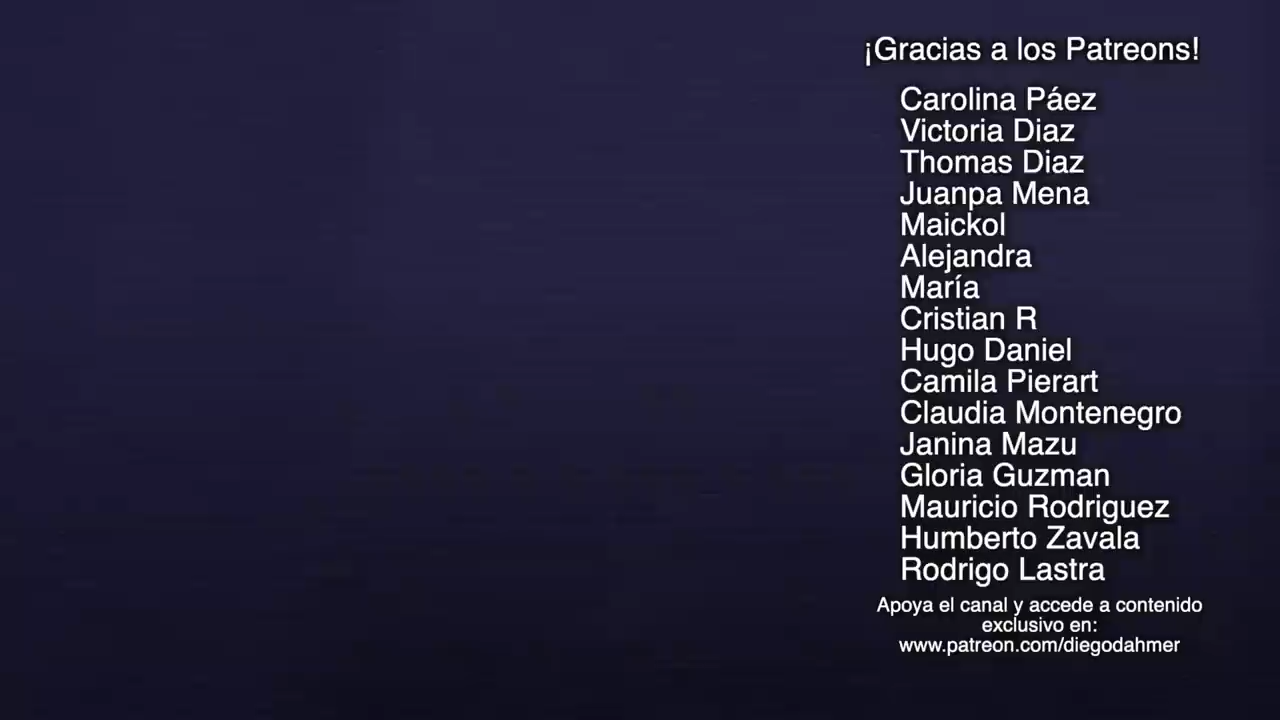 ¡Gracias a los Patreons!
Carolina Páez
Victoria Diaz
Thomas Diaz
Juanpa Mena
Maickol
Alejandra
María
Cristian R
Hugo Daniel
Camila Pierart
Claudia Montenegro
Janina Mazu
Gloria Guzman
Mauricio Rodriguez
Humberto Zavala
Rodrigo Lastra
Apoya el canal y accede a contenido
exclusivo en:
www.patreon.com/diegodahmer